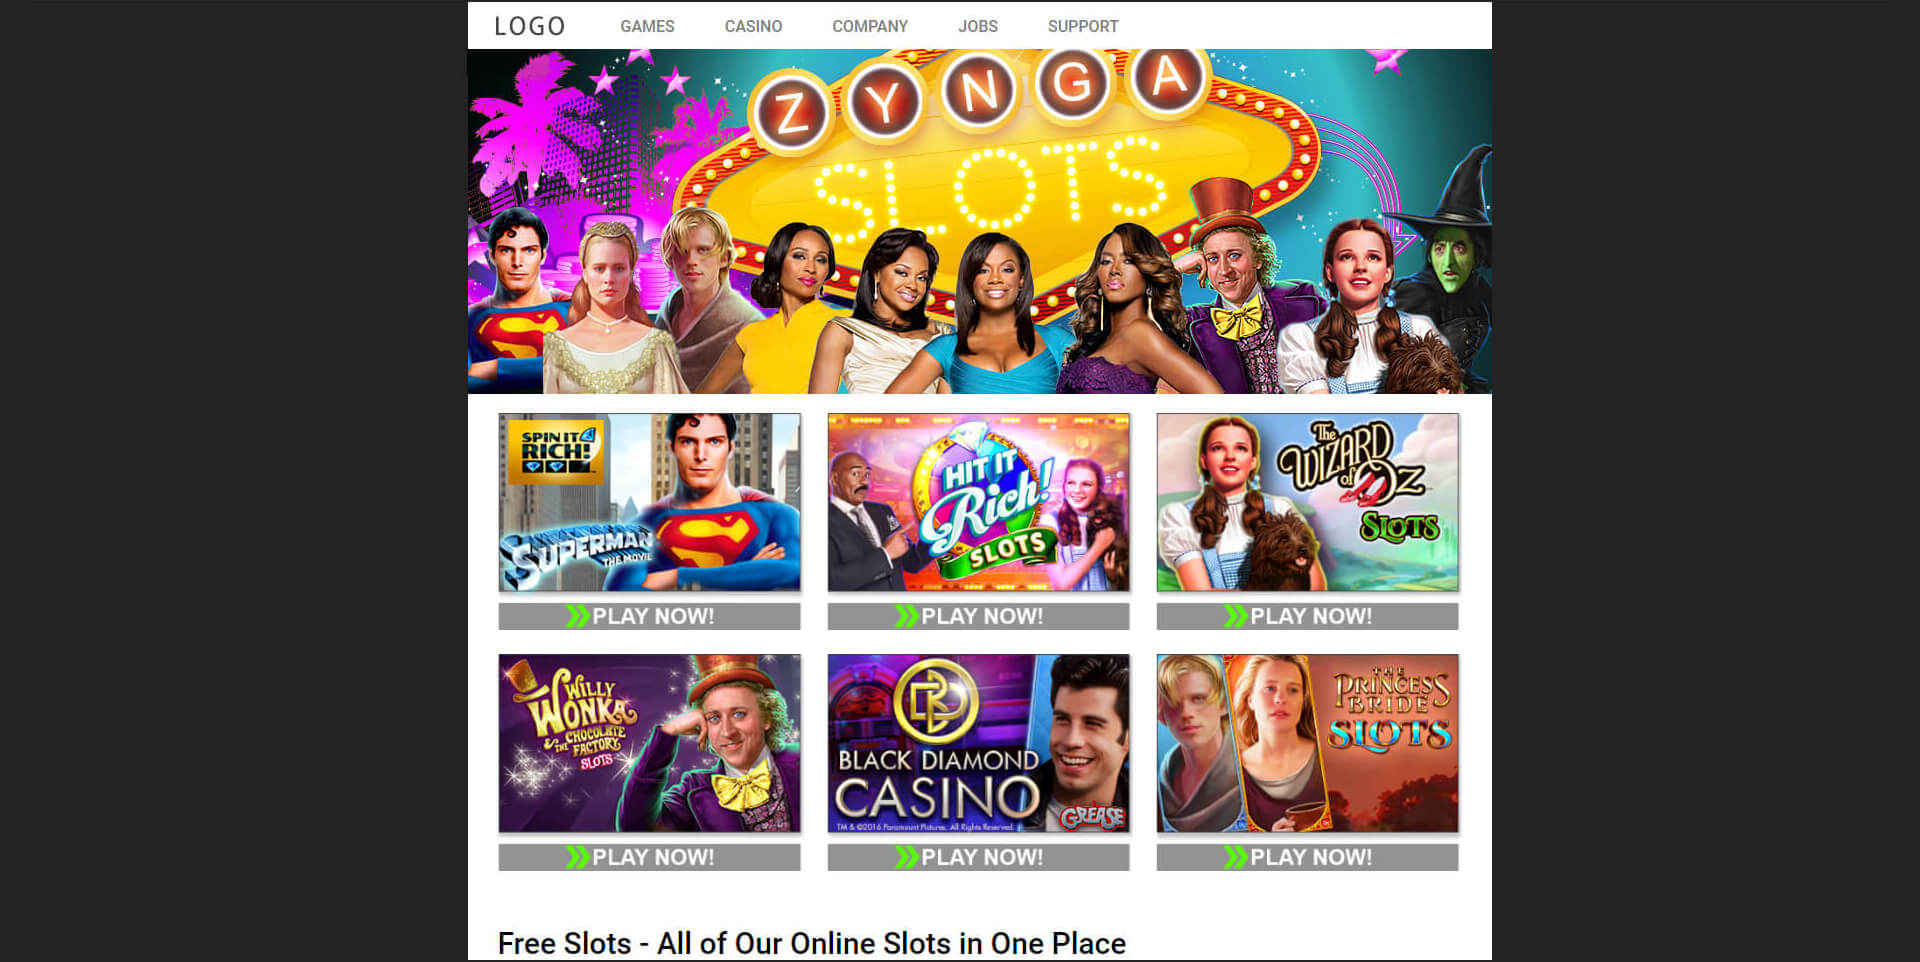 LOGO GAMES CASINO COMPANY JOBS SUPPORT
ZYNGA
SLOTS
SPIN IT
RICH!
SUPERMAN
THE MOVIE
HIT IT
Rich!
SLOTS
The
WIZARD
of OZ
SLOTS
PLAY NOW! PLAY NOW! PLAY NOW!
WILLY
WONKA
& THE CHOCOLATE
FACTORY
SLOTS
BLACK DIAMOND
CASINO
TM & ©2016 Paramount Pictures. All Rights Reserved.
GREASE
THE
PRINCESS
BRIDE
SLOTS
PLAY NOW! PLAY NOW! PLAY NOW!
Free Slots - All of Our Online Slots in One Place